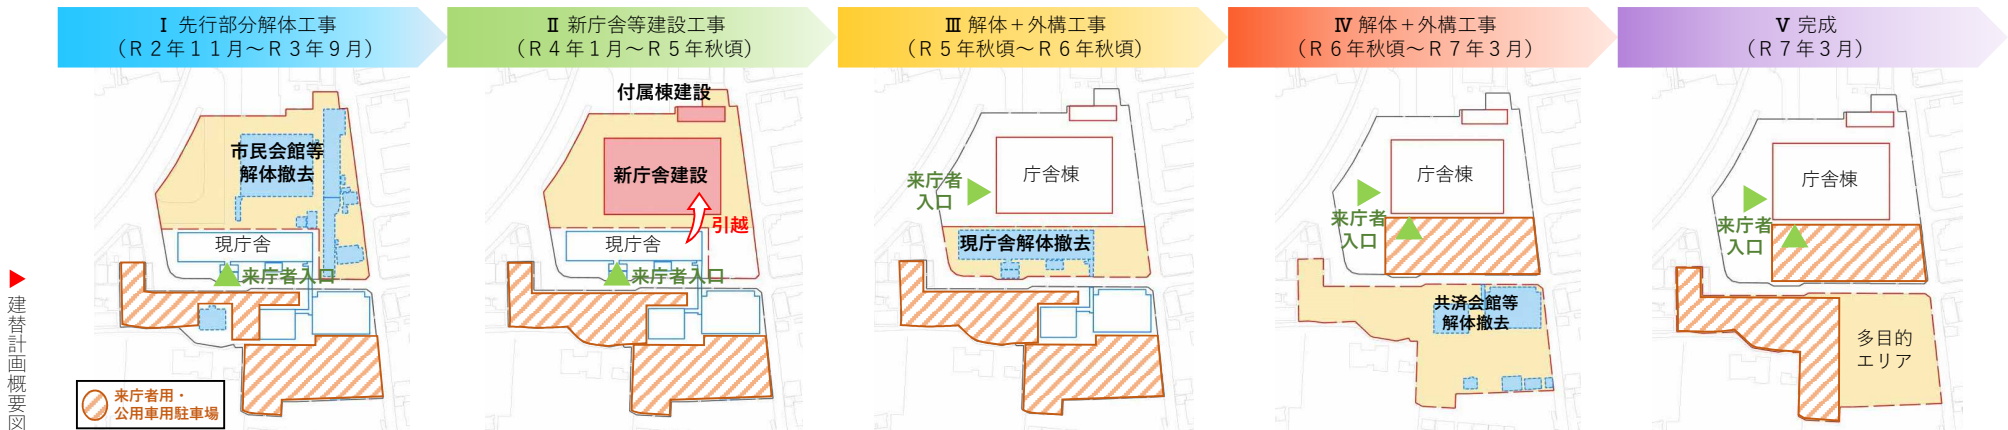 Ⅰ 先行部分解体工事
（Ｒ２年１１月～Ｒ３年９月）
Ⅱ 新庁舎等建設工事
（Ｒ４年１月～Ｒ５年秋頃）
Ⅲ 解体＋外構工事
（Ｒ５年秋頃～Ｒ６年秋頃）
Ⅳ 解体＋外構工事
（Ｒ６年秋頃～Ｒ７年３月）
Ⅴ 完成
（Ｒ７年３月）
▶建替計画概要図
市民会館等
解体撤去
現庁舎
来庁者入口
来庁者用・
公用車用駐車場
付属棟建設
新庁舎建設
引越
現庁舎
来庁者入口
庁舎棟
来庁者
入口
現庁舎解体撤去
庁舎棟
来庁者
入口
共済会館等
解体撤去
庁舎棟
来庁者
入口
多目的
エリア